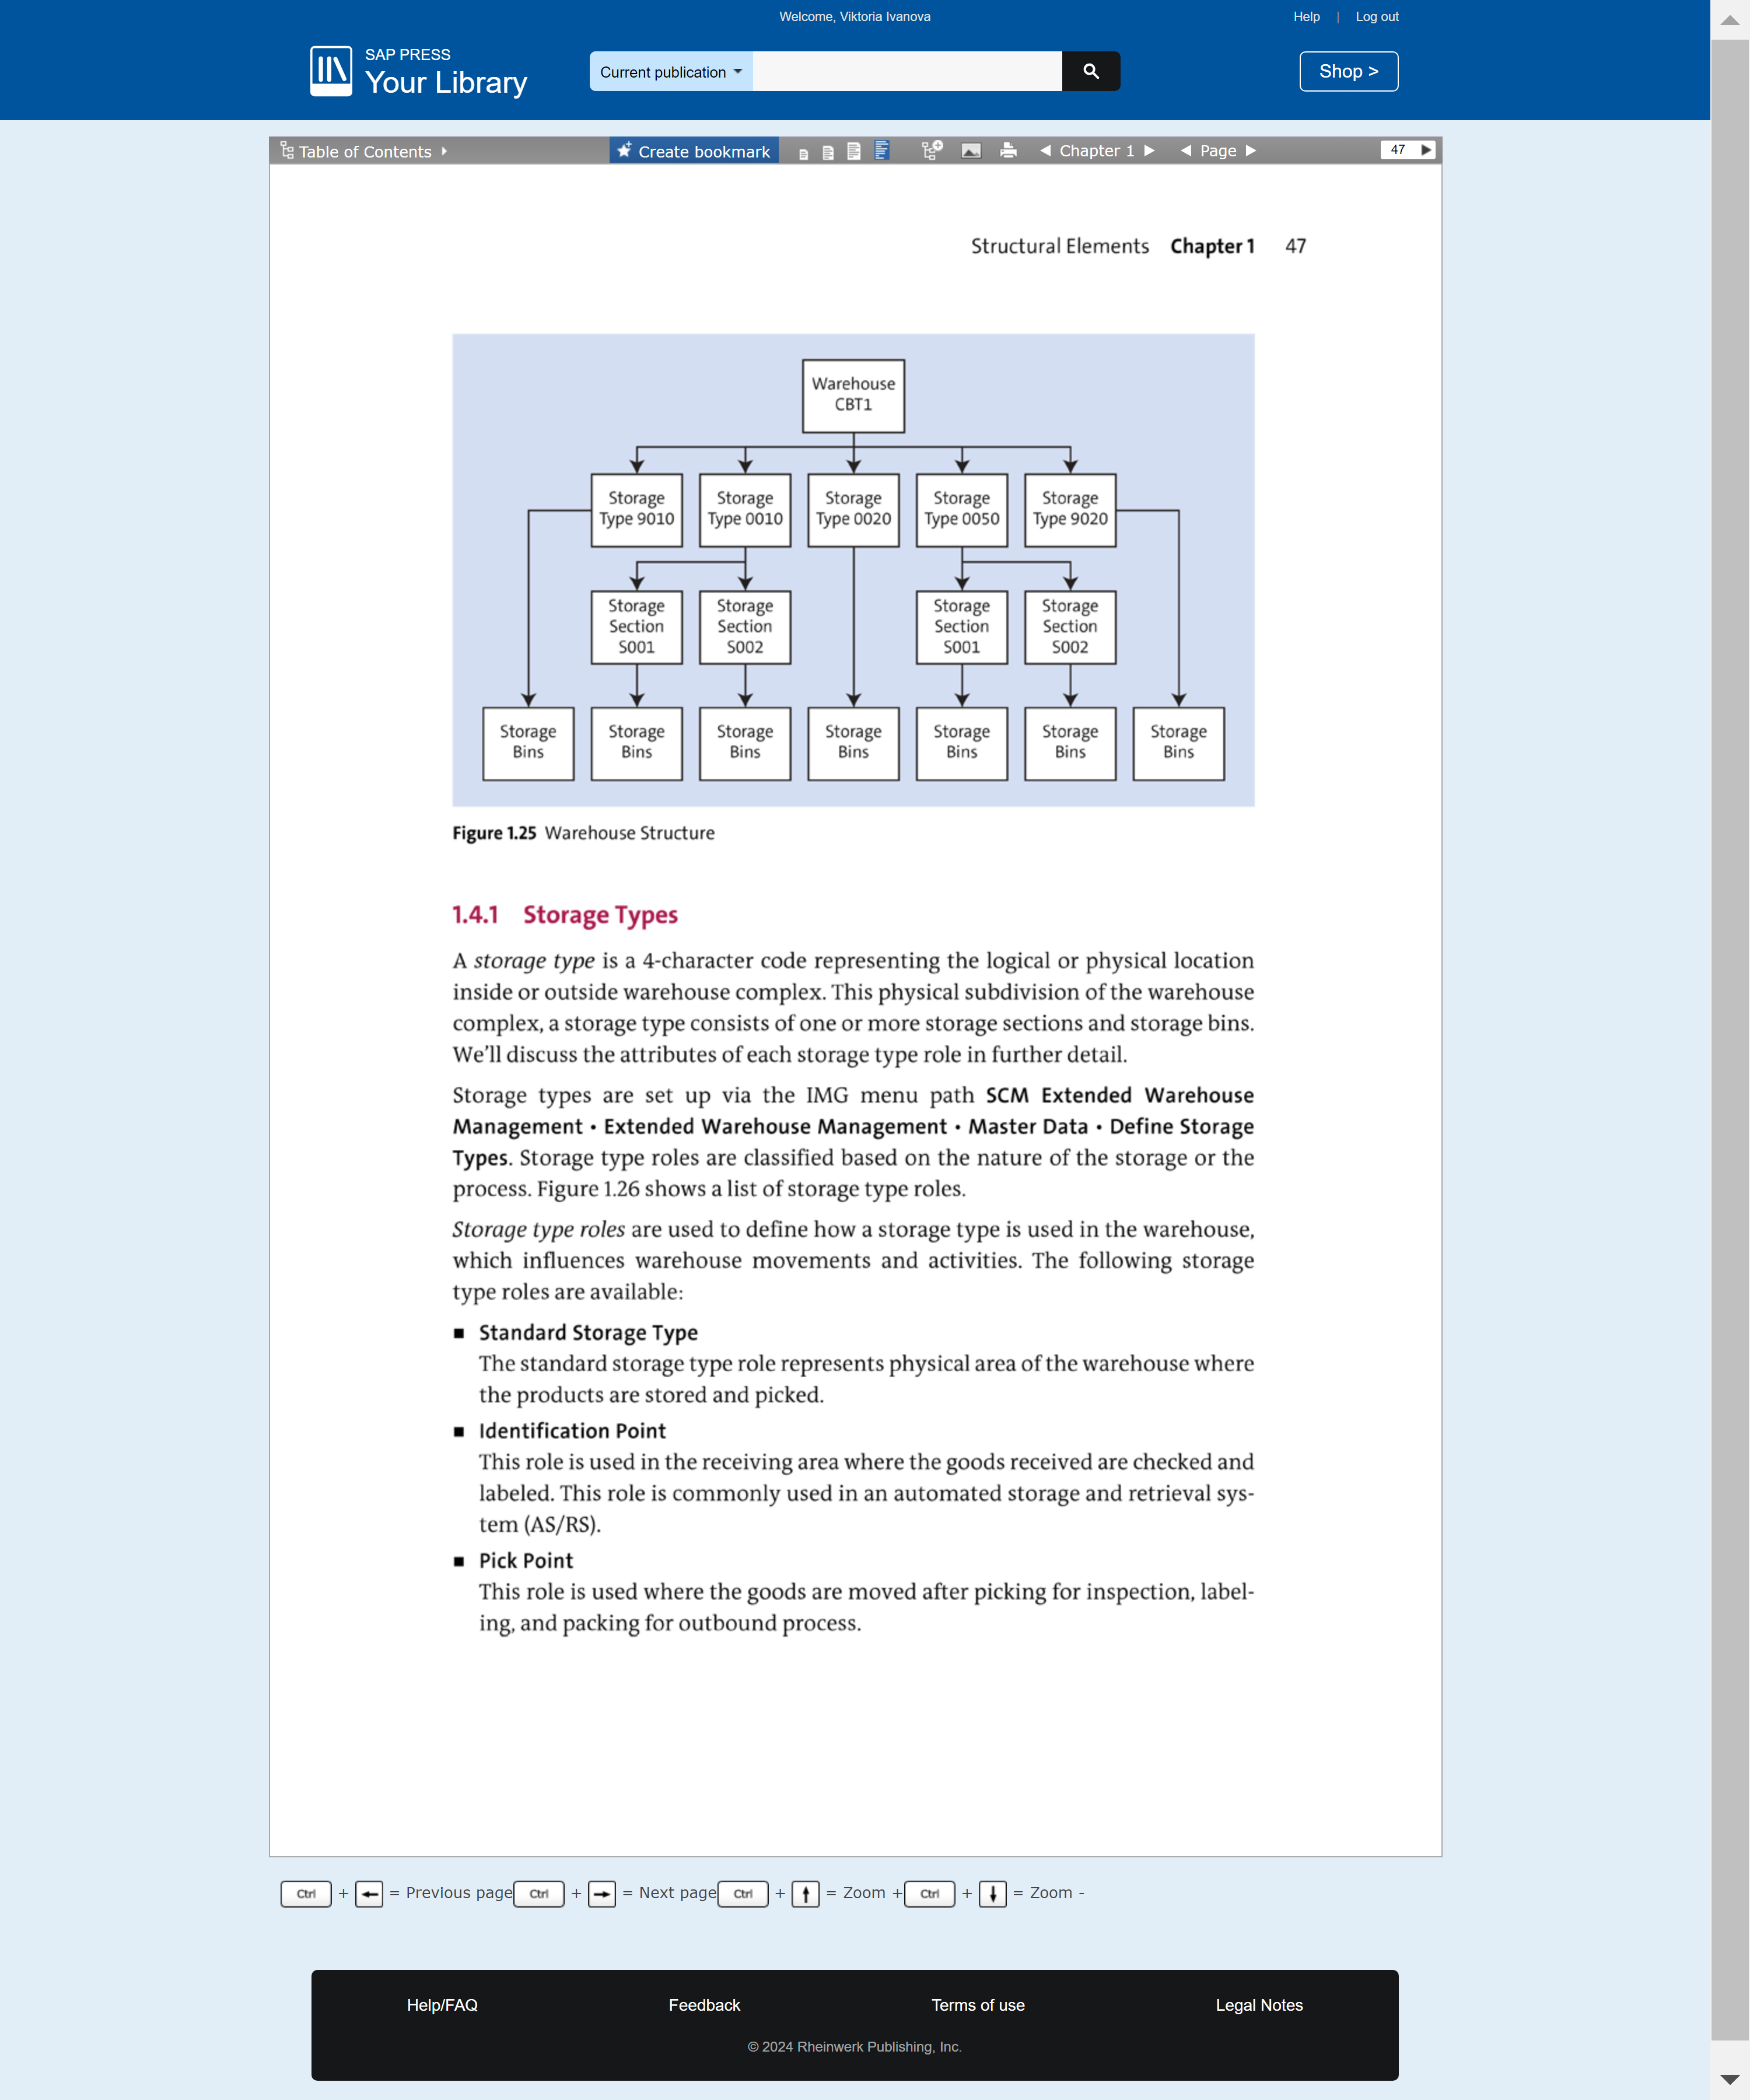 Welcome, Viktoria Ivanova
Help | Log out
SAP PRESS
Your Library
Current publication
Shop >
Table of Contents
Create bookmark
Chapter 1
Page
47
Structural Elements Chapter 1 47
Warehouse
CBT1
Storage
Type 9010
Storage
Type 0010
Storage
Type 0020
Storage
Type 0050
Storage
Type 9020
Storage
Section
S001
Storage
Section
S002
Storage
Section
S001
Storage
Section
S002
Storage
Bins
Storage
Bins
Storage
Bins
Storage
Bins
Storage
Bins
Storage
Bins
Storage
Bins
Figure 1.25 Warehouse Structure
1.4.1 Storage Types
A storage type is a 4-character code representing the logical or physical location
inside or outside warehouse complex. This physical subdivision of the warehouse
complex, a storage type consists of one or more storage sections and storage bins.
We'll discuss the attributes of each storage type role in further detail.
Storage types are set up via the IMG menu path SCM Extended Warehouse
Management • Extended Warehouse Management • Master Data • Define Storage
Types. Storage type roles are classified based on the nature of the storage or the
process. Figure 1.26 shows a list of storage type roles.
Storage type roles are used to define how a storage type is used in the warehouse,
which influences warehouse movements and activities. The following storage
type roles are available:
■ Standard Storage Type
The standard storage type role represents physical area of the warehouse where
the products are stored and picked.
■ Identification Point
This role is used in the receiving area where the goods received are checked and
labeled. This role is commonly used in an automated storage and retrieval sys-
tem (AS/RS).
■ Pick Point
This role is used where the goods are moved after picking for inspection, label-
ing, and packing for outbound process.
Ctrl + ← = Previous page Ctrl + → = Next page Ctrl + ↑ = Zoom + Ctrl + ↓ = Zoom -
Help/FAQ
Feedback
Terms of use
Legal Notes
© 2024 Rheinwerk Publishing, Inc.